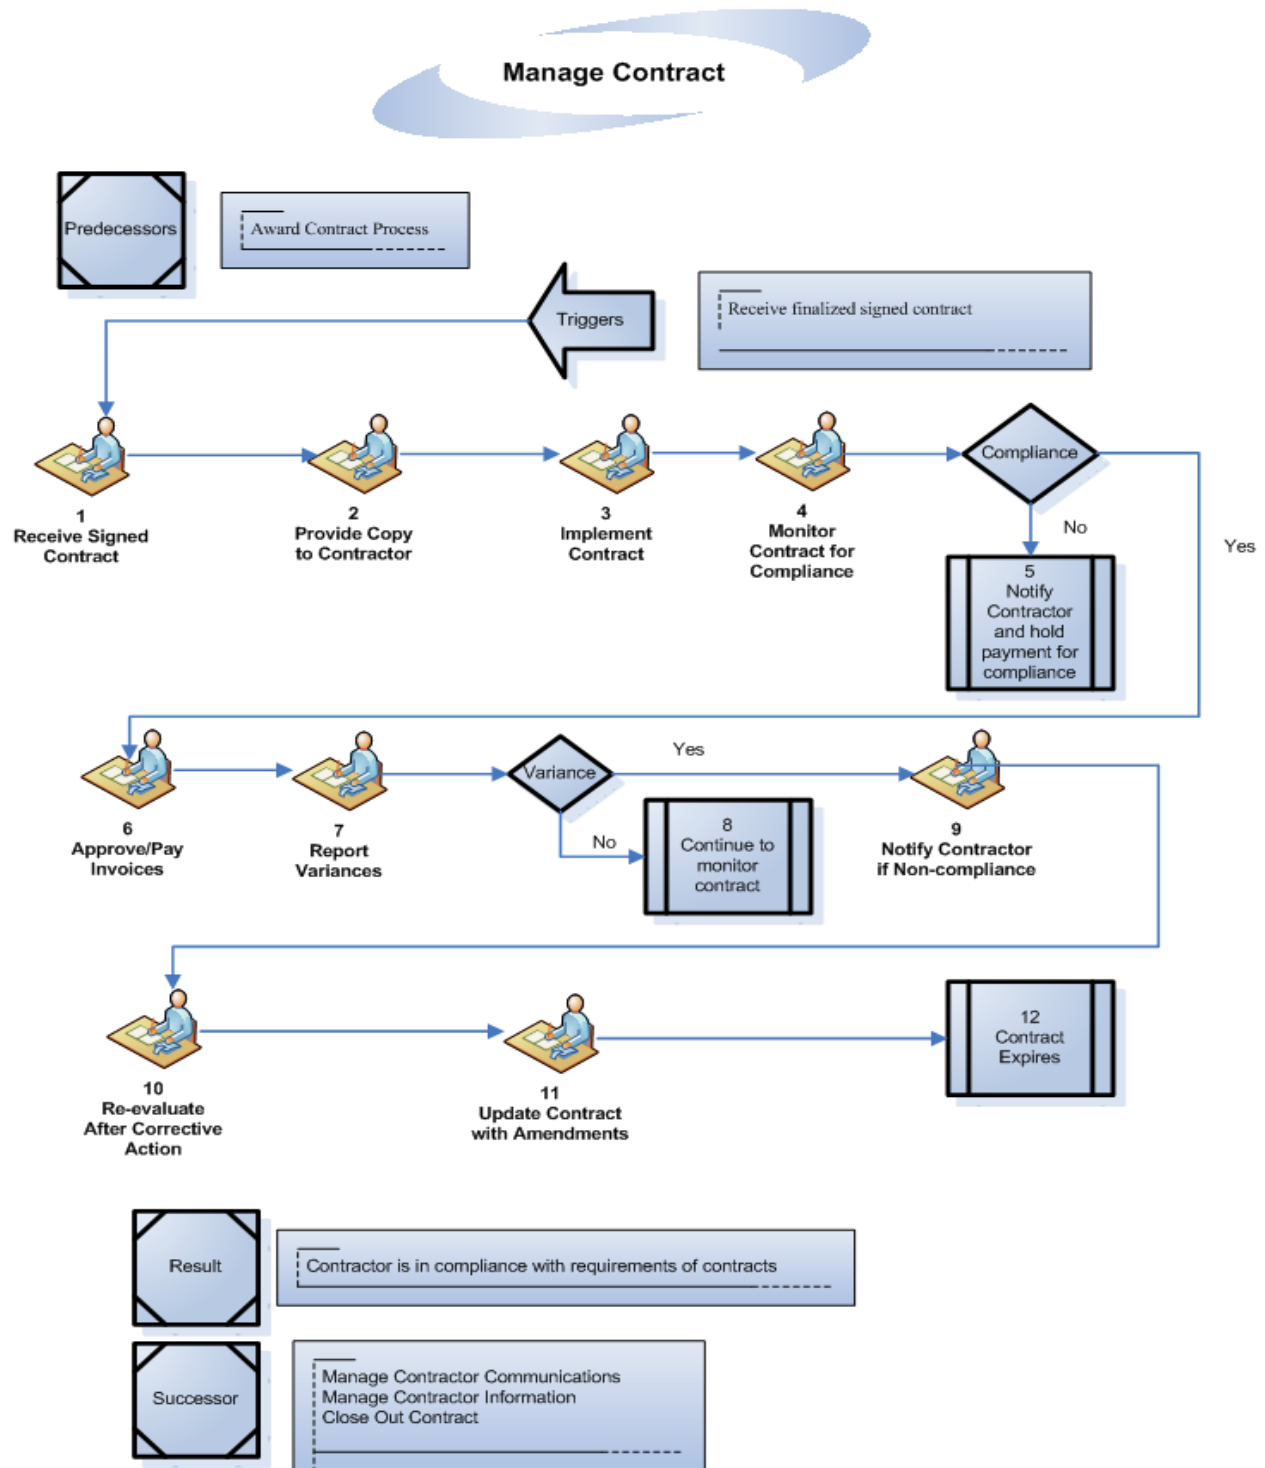 Manage Contract
Predecessors
Award Contract Process
Triggers
Receive finalized signed contract
1
Receive Signed
Contract
2
Provide Copy
to Contractor
3
Implement
Contract
4
Monitor
Contract for
Compliance
Compliance
No
Yes
5
Notify
Contractor
and hold
payment for
compliance
6
Approve/Pay
Invoices
7
Report
Variances
Variance
Yes
No
8
Continue to
monitor
contract
9
Notify Contractor
if Non-compliance
10
Re-evaluate
After Corrective
Action
11
Update Contract
with Amendments
12
Contract
Expires
Result
Contractor is in compliance with requirements of contracts
Successor
Manage Contractor Communications
Manage Contractor Information
Close Out Contract